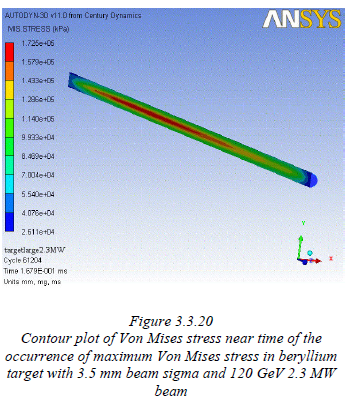 AUTODYN-3D v11.0 from Century Dynamics
ANSYS
MIS.STRESS (kPa)
1.725e+05
1.579e+05
1.433e+05
1.286e+05
1.140e+05
9.933e+04
8.469e+04
7.004e+04
5.540e+04
4.076e+04
2.611e+04
targetlarge2.3MW
Cycle 61204
Time 1.679E-001 ms
Units mm, mg, ms
Y
X
Figure 3.3.20
Contour plot of Von Mises stress near time of the
occurrence of maximum Von Mises stress in beryllium
target with 3.5 mm beam sigma and 120 GeV 2.3 MW
beam